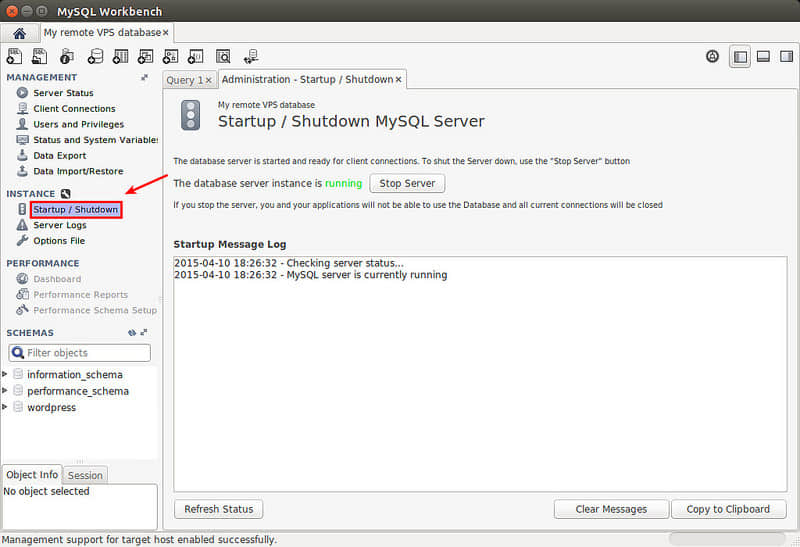 MySQL Workbench
My remote VPS database
MANAGEMENT
Server Status
Client Connections
Users and Privileges
Status and System Variables
Data Export
Data Import/Restore
INSTANCE
Startup / Shutdown
Server Logs
Options File
PERFORMANCE
Dashboard
Performance Reports
Performance Schema Setup
SCHEMAS
Filter objects
information_schema
performance_schema
wordpress
Object Info Session
No object selected
Query 1 Administration - Startup / Shutdown
My remote VPS database
Startup / Shutdown MySQL Server
The database server is started and ready for client connections. To shut the Server down, use the "Stop Server" button
The database server instance is running Stop Server
If you stop the server, you and your applications will not be able to use the Database and all current connections will be closed
Startup Message Log
2015-04-10 18:26:32 - Checking server status...
2015-04-10 18:26:32 - MySQL server is currently running
Refresh Status Clear Messages Copy to Clipboard
Management support for target host enabled successfully.